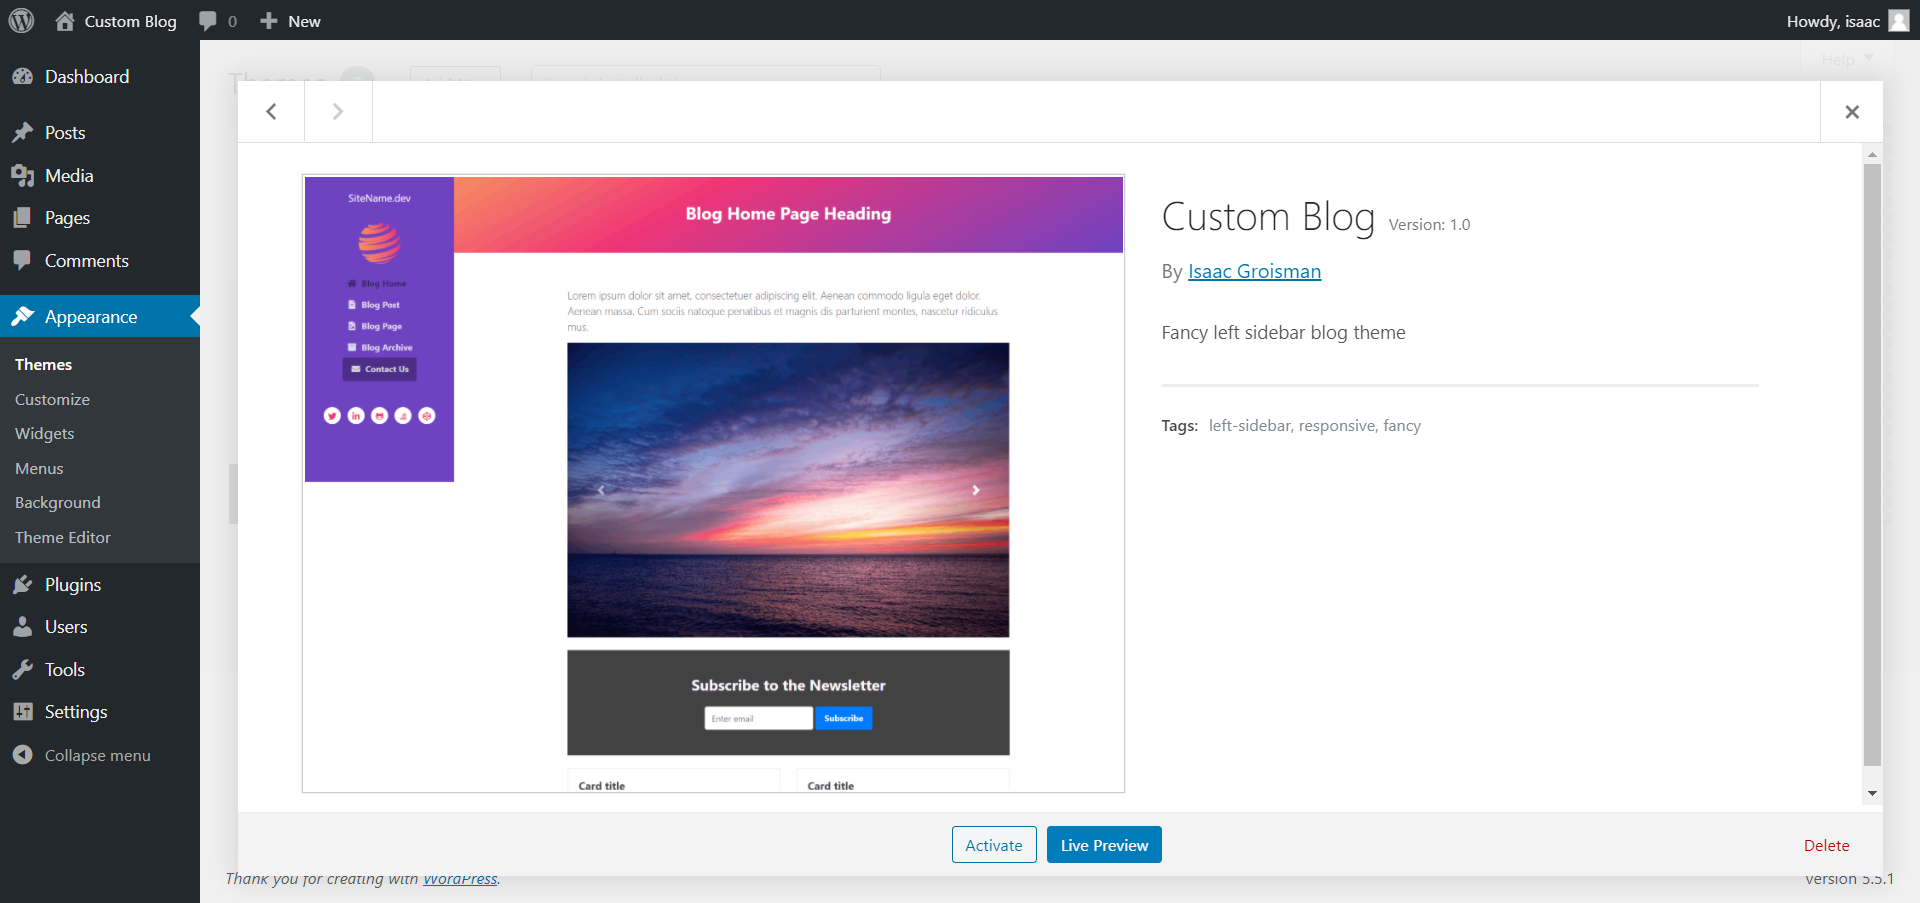 Custom Blog
0
New
Howdy, isaac
Dashboard
Posts
Media
Pages
Comments
Appearance
Themes
Customize
Widgets
Menus
Background
Theme Editor
Plugins
Users
Tools
Settings
Collapse menu
Help
SiteName.dev
Blog Home
Blog Post
Blog Page
Blog Archive
Contact Us
Blog Home Page Heading
Lorem ipsum dolor sit amet, consectetuer adipiscing elit. Aenean commodo ligula eget dolor.
Aenean massa. Cum sociis natoque penatibus et magnis dis parturient montes, nascetur ridiculus
mus.
Subscribe to the Newsletter
Enter email
Subscribe
Card title
Card title
Custom Blog Version: 1.0
By Isaac Groisman
Fancy left sidebar blog theme
Tags: left-sidebar, responsive, fancy
Activate
Live Preview
Delete
Thank you for creating with WordPress.
Version 5.5.1